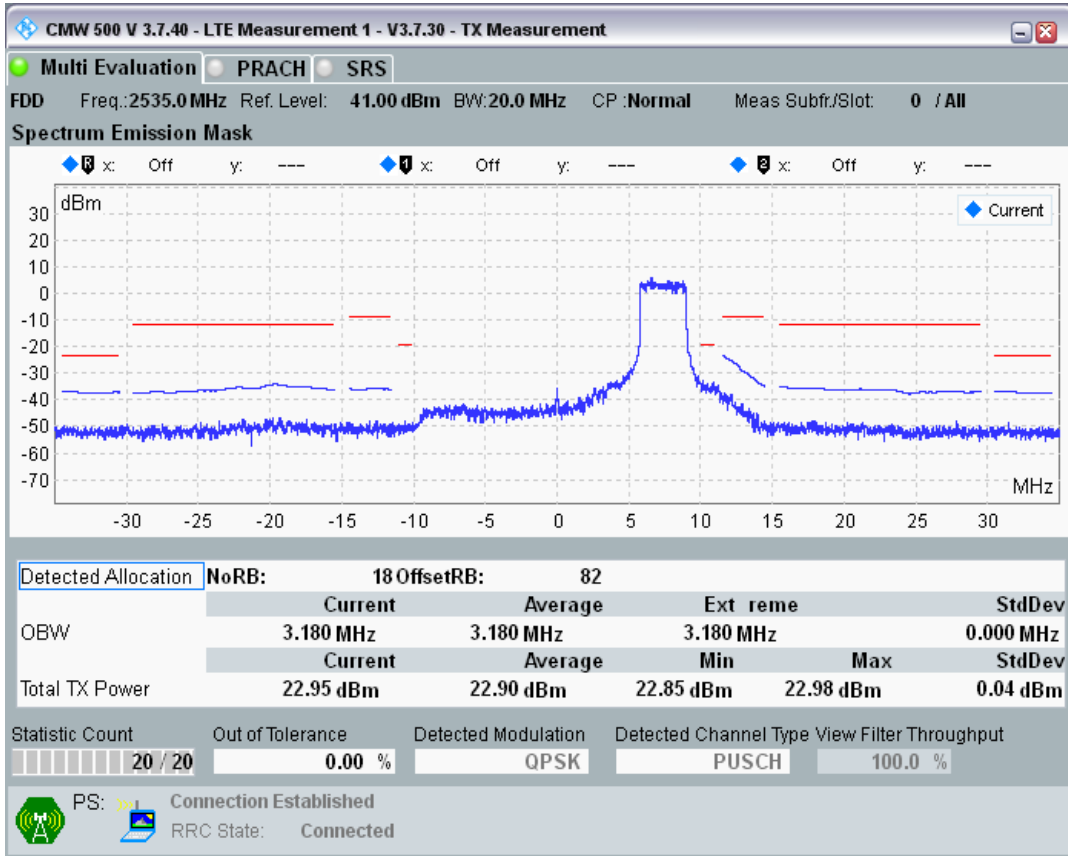 CMW 500 V 3.7.40 - LTE Measurement 1 - V3.7.30 - TX Measurement
Multi Evaluation PRACH SRS
FDD Freq.:2535.0 MHz Ref. Level: 41.00 dBm BW:20.0 MHz CP :Normal Meas Subfr./Slot: 0 / All
Spectrum Emission Mask
R x: Off y: --- 1 x: Off y: --- 2 x: Off y: ---
dBm
Current
30
20
10
0
-10
-20
-30
-40
-50
-60
-70
MHz
-30 -25 -20 -15 -10 -5 0 5 10 15 20 25 30
Detected Allocation NoRB: 18 OffsetRB: 82
Current Average Ext reme StdDev
OBW 3.180 MHz 3.180 MHz 3.180 MHz 0.000 MHz
Current Average Min Max StdDev
Total TX Power 22.95 dBm 22.90 dBm 22.85 dBm 22.98 dBm 0.04 dBm
Statistic Count Out of Tolerance Detected Modulation Detected Channel Type View Filter Throughput
20 / 20 0.00 % QPSK PUSCH 100.0 %
PS: Connection Established
RRC State: Connected